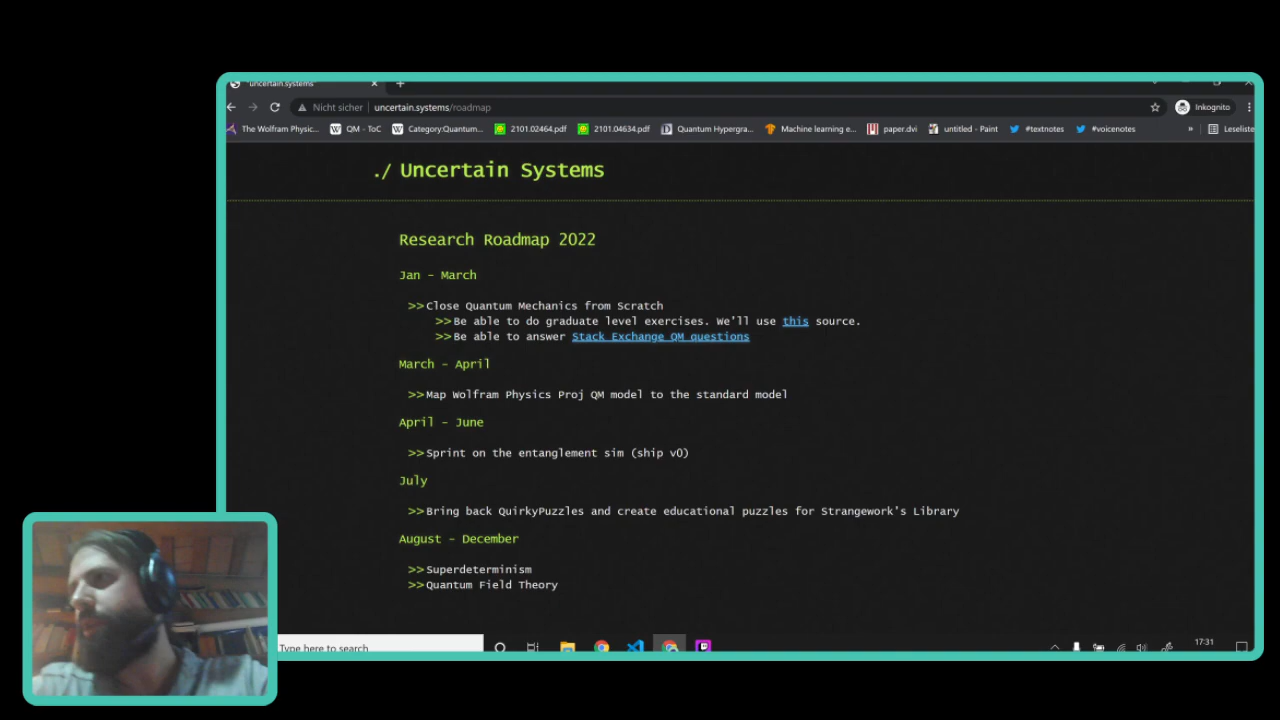 "uncertain.systems"
Nicht sicher | uncertain.systems/roadmap
Inkognito
The Wolfram Physic... QM - ToC Category:Quantum... 2101.02464.pdf 2101.04634.pdf Quantum Hypergra... Machine learning e... paper.dvi untitled - Paint #textnotes #voicenotes » Leseliste
./ Uncertain Systems
Research Roadmap 2022
Jan - March
>>Close Quantum Mechanics from Scratch
>>Be able to do graduate level exercises. We'll use this source.
>>Be able to answer Stack Exchange QM questions
March - April
>>Map Wolfram Physics Proj QM model to the standard model
April - June
>>Sprint on the entanglement sim (ship v0)
July
>>Bring back QuirkyPuzzles and create educational puzzles for Strangework's Library
August - December
>>Superdeterminism
>>Quantum Field Theory
Type here to search
17:31